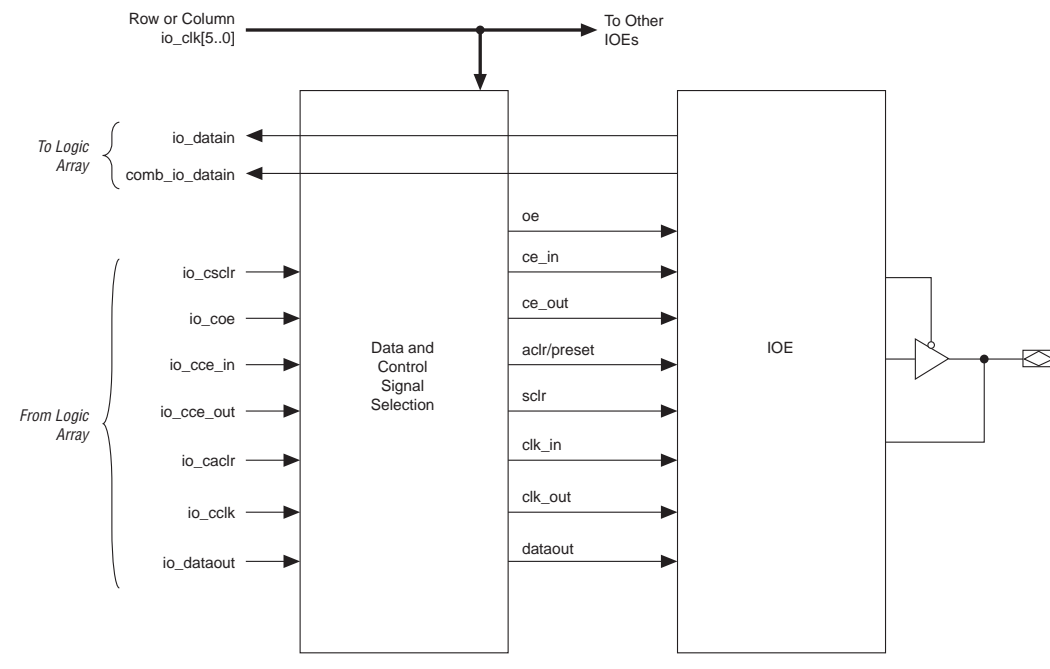 Row or Column
io_clk[5..0]
To Other
IOEs
To Logic
Array
io_datain
comb_io_datain
oe
ce_in
ce_out
aclr/preset
sclr
clk_in
clk_out
dataout
From Logic
Array
io_csclr
io_coe
io_cce_in
io_cce_out
io_caclr
io_cclk
io_dataout
Data and
Control
Signal
Selection
IOE